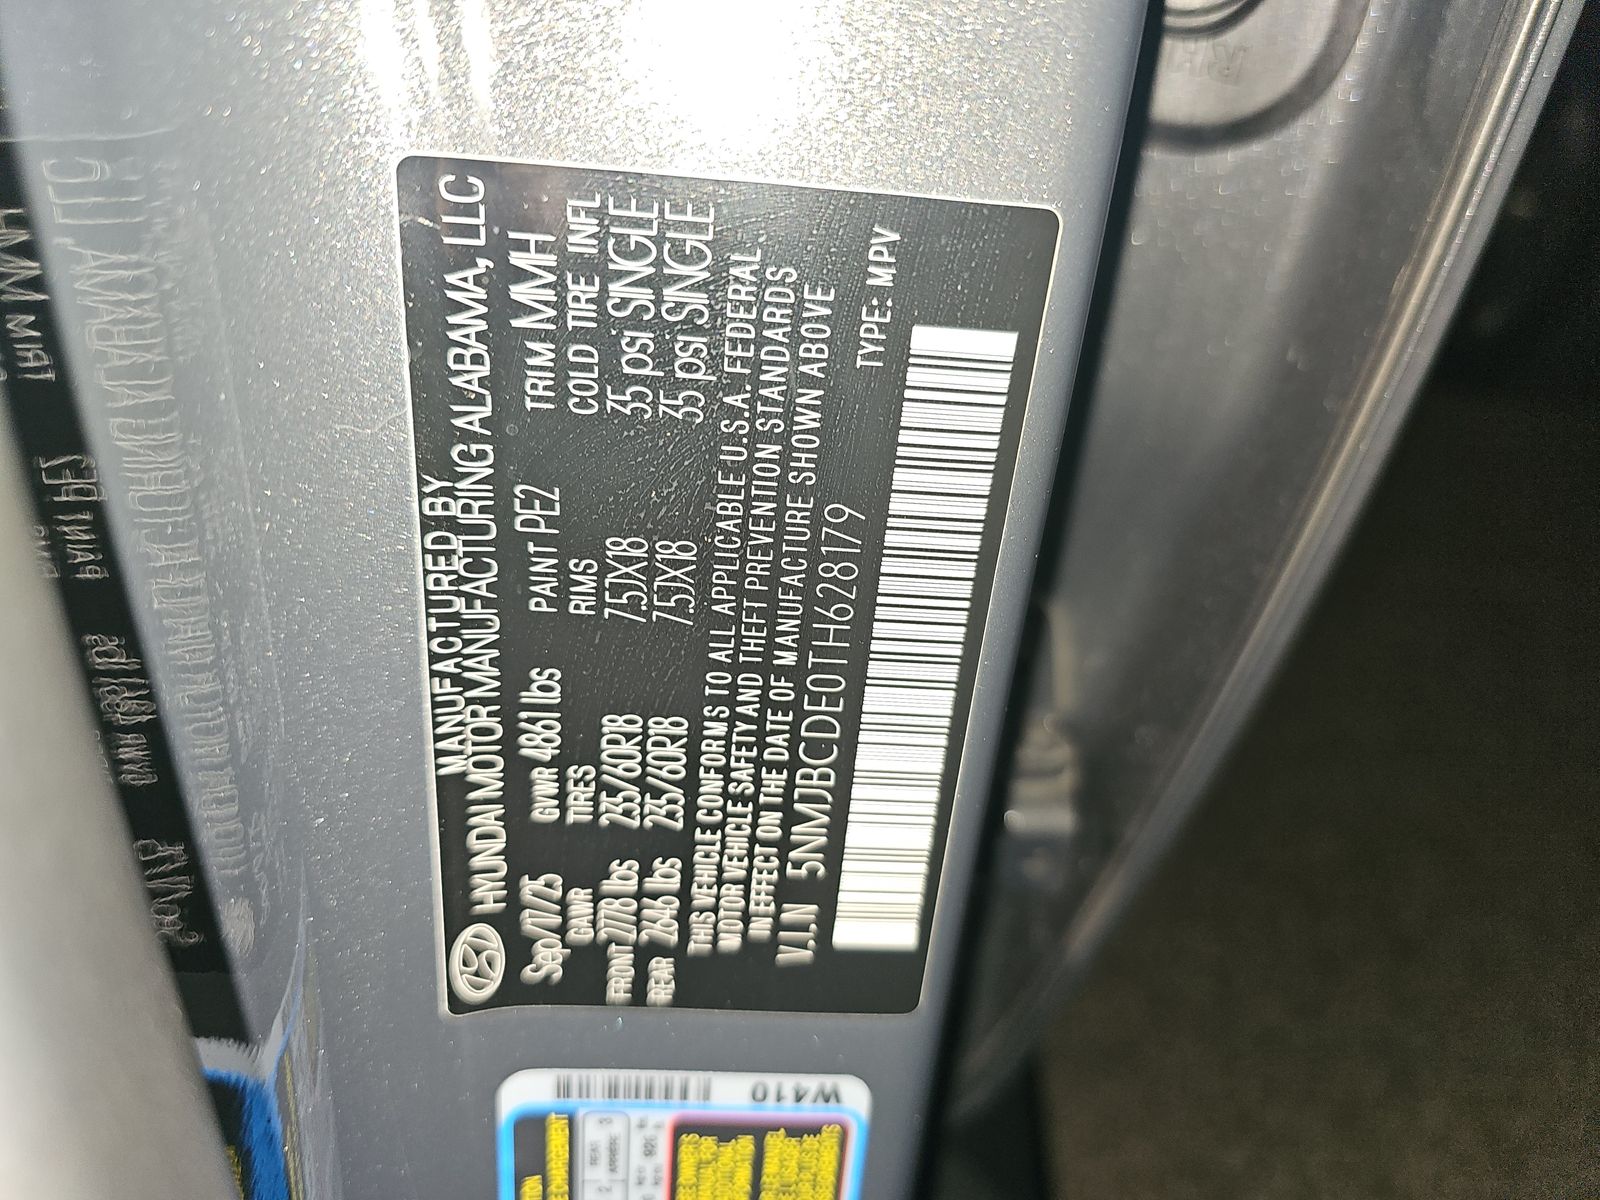 MANUFACTURED BY
HYUNDAI MOTOR MANUFACTURING ALABAMA, LLC
Sep/17/25 GVWR 4861 lbs PAINT PE2 TRIM MMH
GAWR TIRES RIMS COLD TIRE INFL
FRONT 2778 lbs 235/60R18 7.5JX18 35 psi SINGLE
REAR 2646 lbs 235/60R18 7.5JX18 35 psi SINGLE
THIS VEHICLE CONFORMS TO ALL APPLICABLE U.S.A. FEDERAL
MOTOR VEHICLE SAFETY AND THEFT PREVENTION STANDARDS
IN EFFECT ON THE DATE OF MANUFACTURE SHOWN ABOVE
V.I.N 5NMJBCDE0TH628179 TYPE: MPV
W410
RH